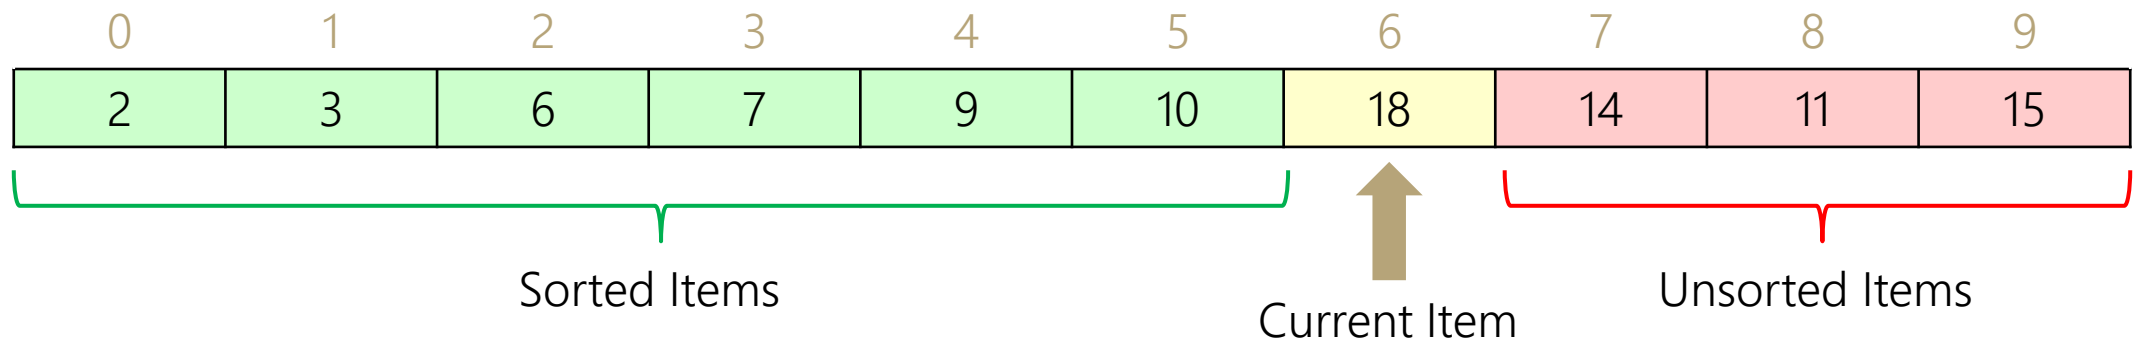 0 1 2 3 4 5 6 7 8 9
2 3 6 7 9 10 18 14 11 15
Sorted Items
Current Item
Unsorted Items